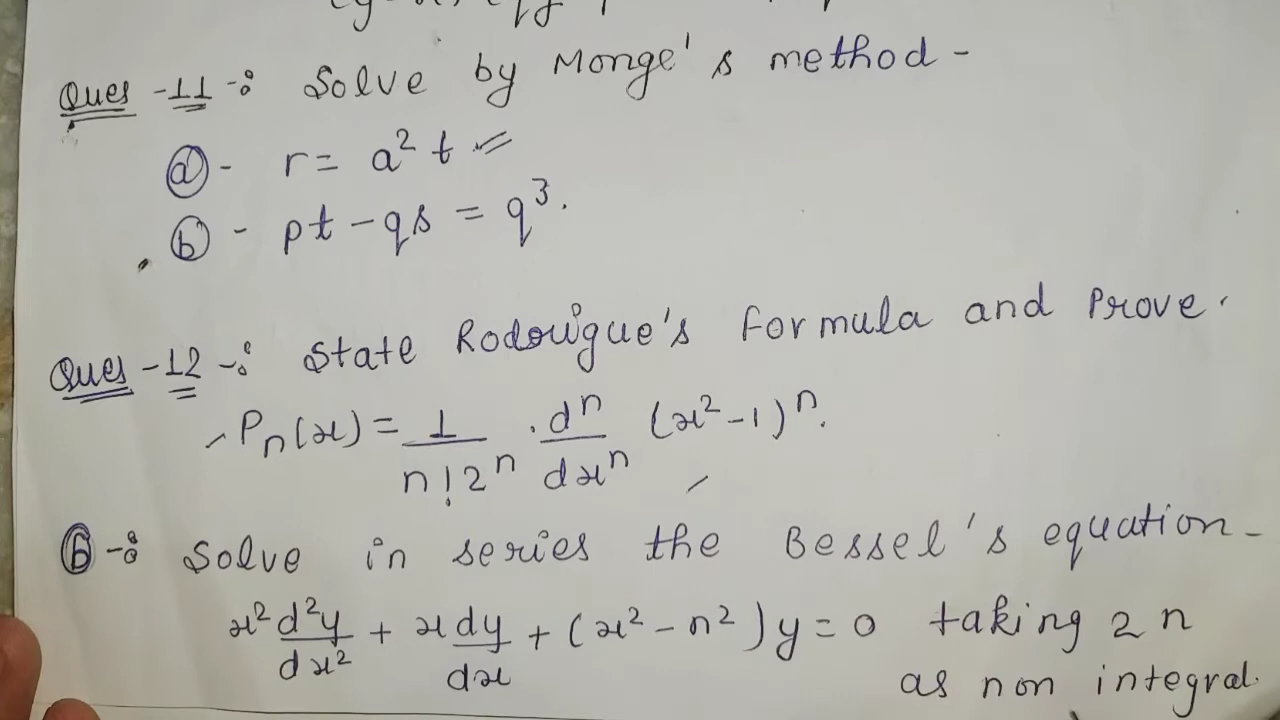 Ques -11 -: Solve by Monge's method -
(a) - r = a² t
(b) - pt - qs = q³.
Ques -12 -: State Rodrigue's formula and Prove.
Pₙ(x) = 1/(n!2ⁿ) . dⁿ/dxⁿ (x²-1)ⁿ.
(b) -: Solve in series the Bessel's equation -
x² d²y/dx² + x dy/dx + (x² - n²)y = 0 taking 2n
as non integral.